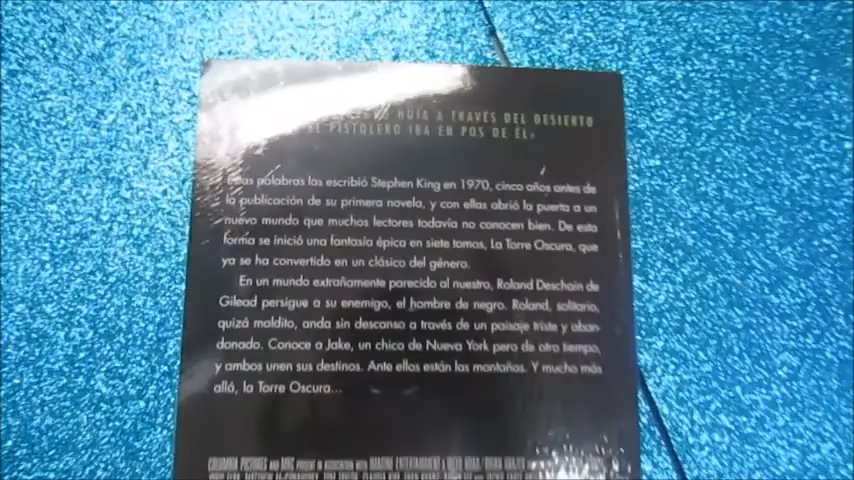 HUÍA A TRAVÉS DEL DESIERTO
EL PISTOLERO IBA EN POS DE ÉL»
Estas palabras las escribió Stephen King en 1970, cinco años antes de
la publicación de su primera novela, y con ellas abrió la puerta a un
nuevo mundo que muchos lectores todavía no conocen bien. De esta
forma se inició una fantasía épica en siete tomos, La Torre Oscura, que
ya se ha convertido en un clásico del género.
En un mundo extrañamente parecido al nuestro, Roland Deschain de
Gilead persigue a su enemigo, el hombre de negro. Roland, solitario,
quizá maldito, anda sin descanso a través de un paisaje triste y aban-
donado. Conoce a Jake, un chico de Nueva York pero de otro tiempo,
y ambos unen sus destinos. Ante ellos están las montañas. Y mucho más
allá, la Torre Oscura...
COLUMBIA PICTURES AND MRC PRESENT IN ASSOCIATION WITH IMAGINE ENTERTAINMENT